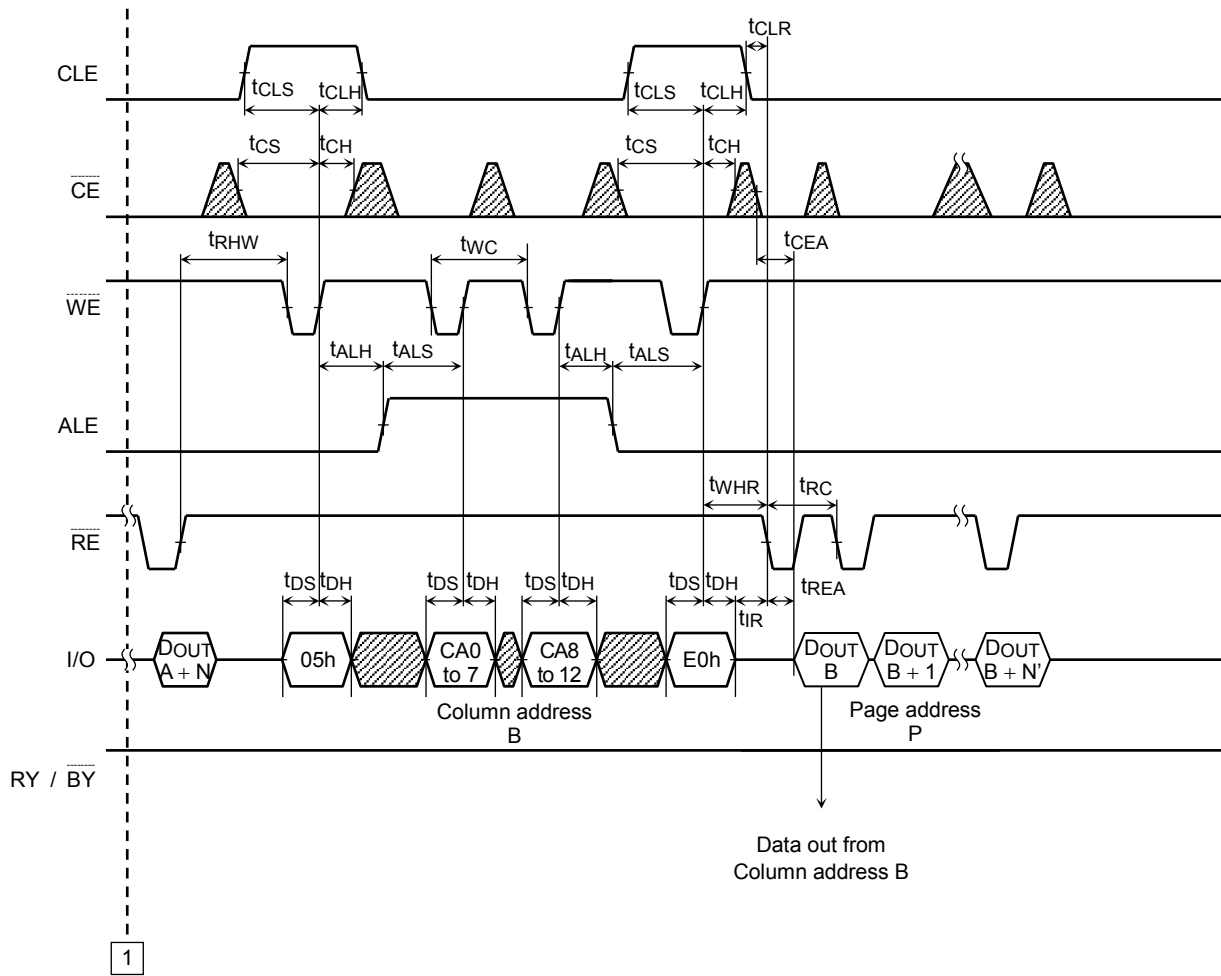 tCLR
CLE
tCLS tCLH tCLS tCLH
tCS tCH tCS tCH
CE
tCEA
tRHW tWC
WE
tALH tALS tALH tALS
ALE
tWHR tRC
RE
tDS tDH tDS tDH tDS tDH tDS tDH tREA
tIR
I/O DOUT A + N 05h CA0 to 7 CA8 to 12 E0h DOUT B DOUT B + 1 DOUT B + N’
Column address B
Page address P
RY / BY
Data out from
Column address B
1